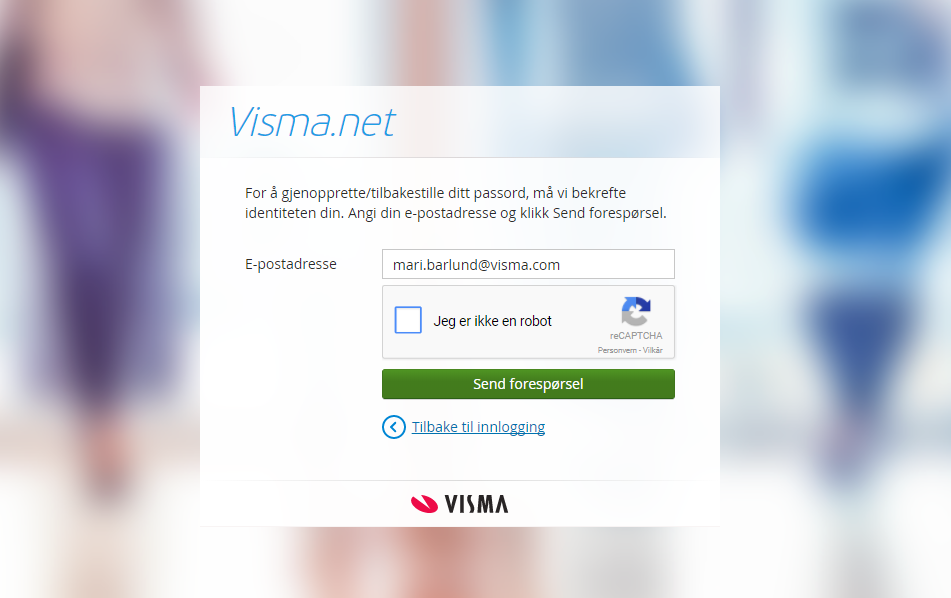 Visma.net
For å gjenopprette/tilbakestille ditt passord, må vi bekrefte
identiteten din. Angi din e-postadresse og klikk Send forespørsel.
E-postadresse
mari.barlund@visma.com
Jeg er ikke en robot
reCAPTCHA
Personvern - Vilkår
Send forespørsel
Tilbake til innlogging
VISMA